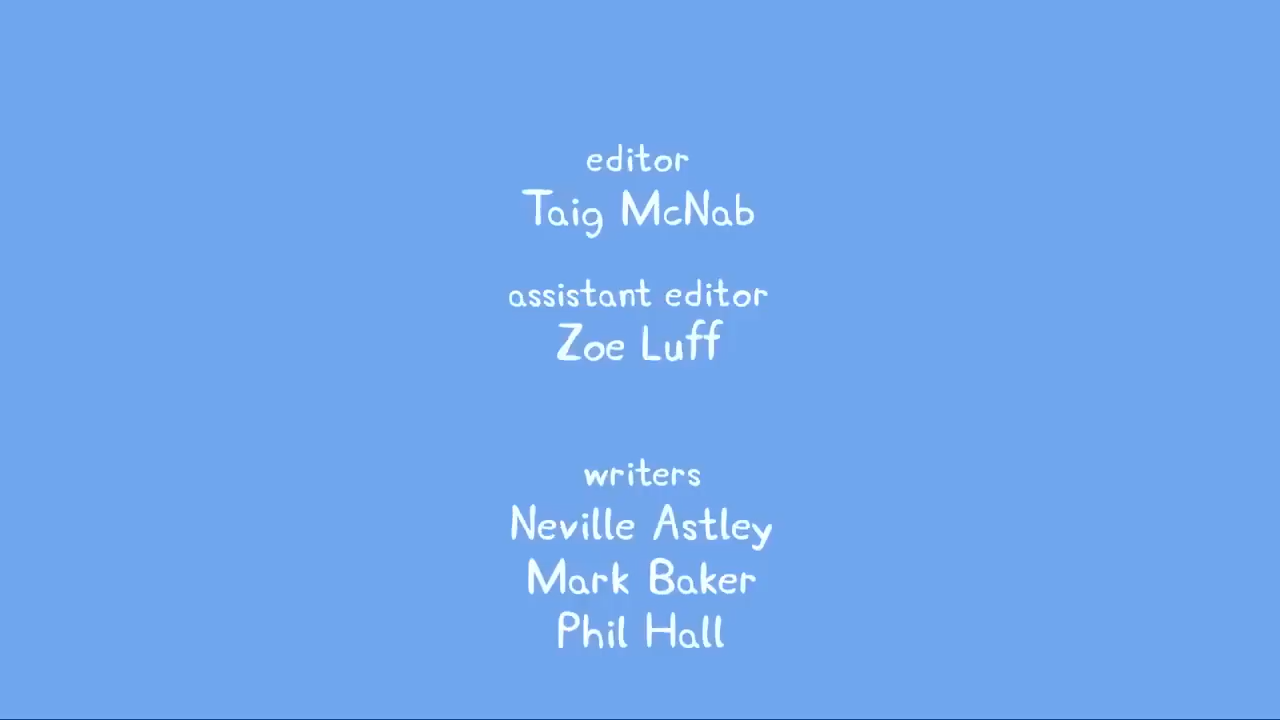 editor
Taig McNab
assistant editor
Zoe Luff
writers
Neville Astley
Mark Baker
Phil Hall